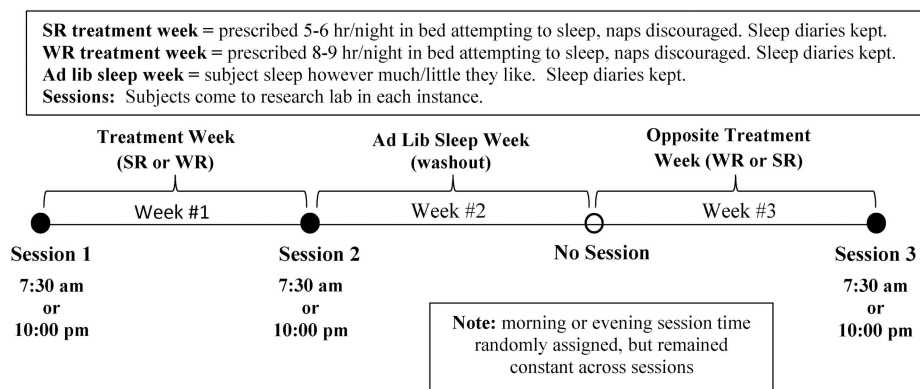 SR treatment week = prescribed 5-6 hr/night in bed attempting to sleep, naps discouraged. Sleep diaries kept.
WR treatment week = prescribed 8-9 hr/night in bed attempting to sleep, naps discouraged. Sleep diaries kept.
Ad lib sleep week = subject sleep however much/little they like.  Sleep diaries kept.
Sessions:  Subjects come to research lab in each instance.
Treatment Week
(SR or WR)
Ad Lib Sleep Week
(washout)
Opposite Treatment
Week (WR or SR)
Week #1
Week #2
Week #3
Session 1
Session 2
No Session
Session 3
7:30 am
or
10:00 pm
7:30 am
or
10:00 pm
7:30 am
or
10:00 pm
Note: morning or evening session time
randomly assigned, but remained
constant across sessions